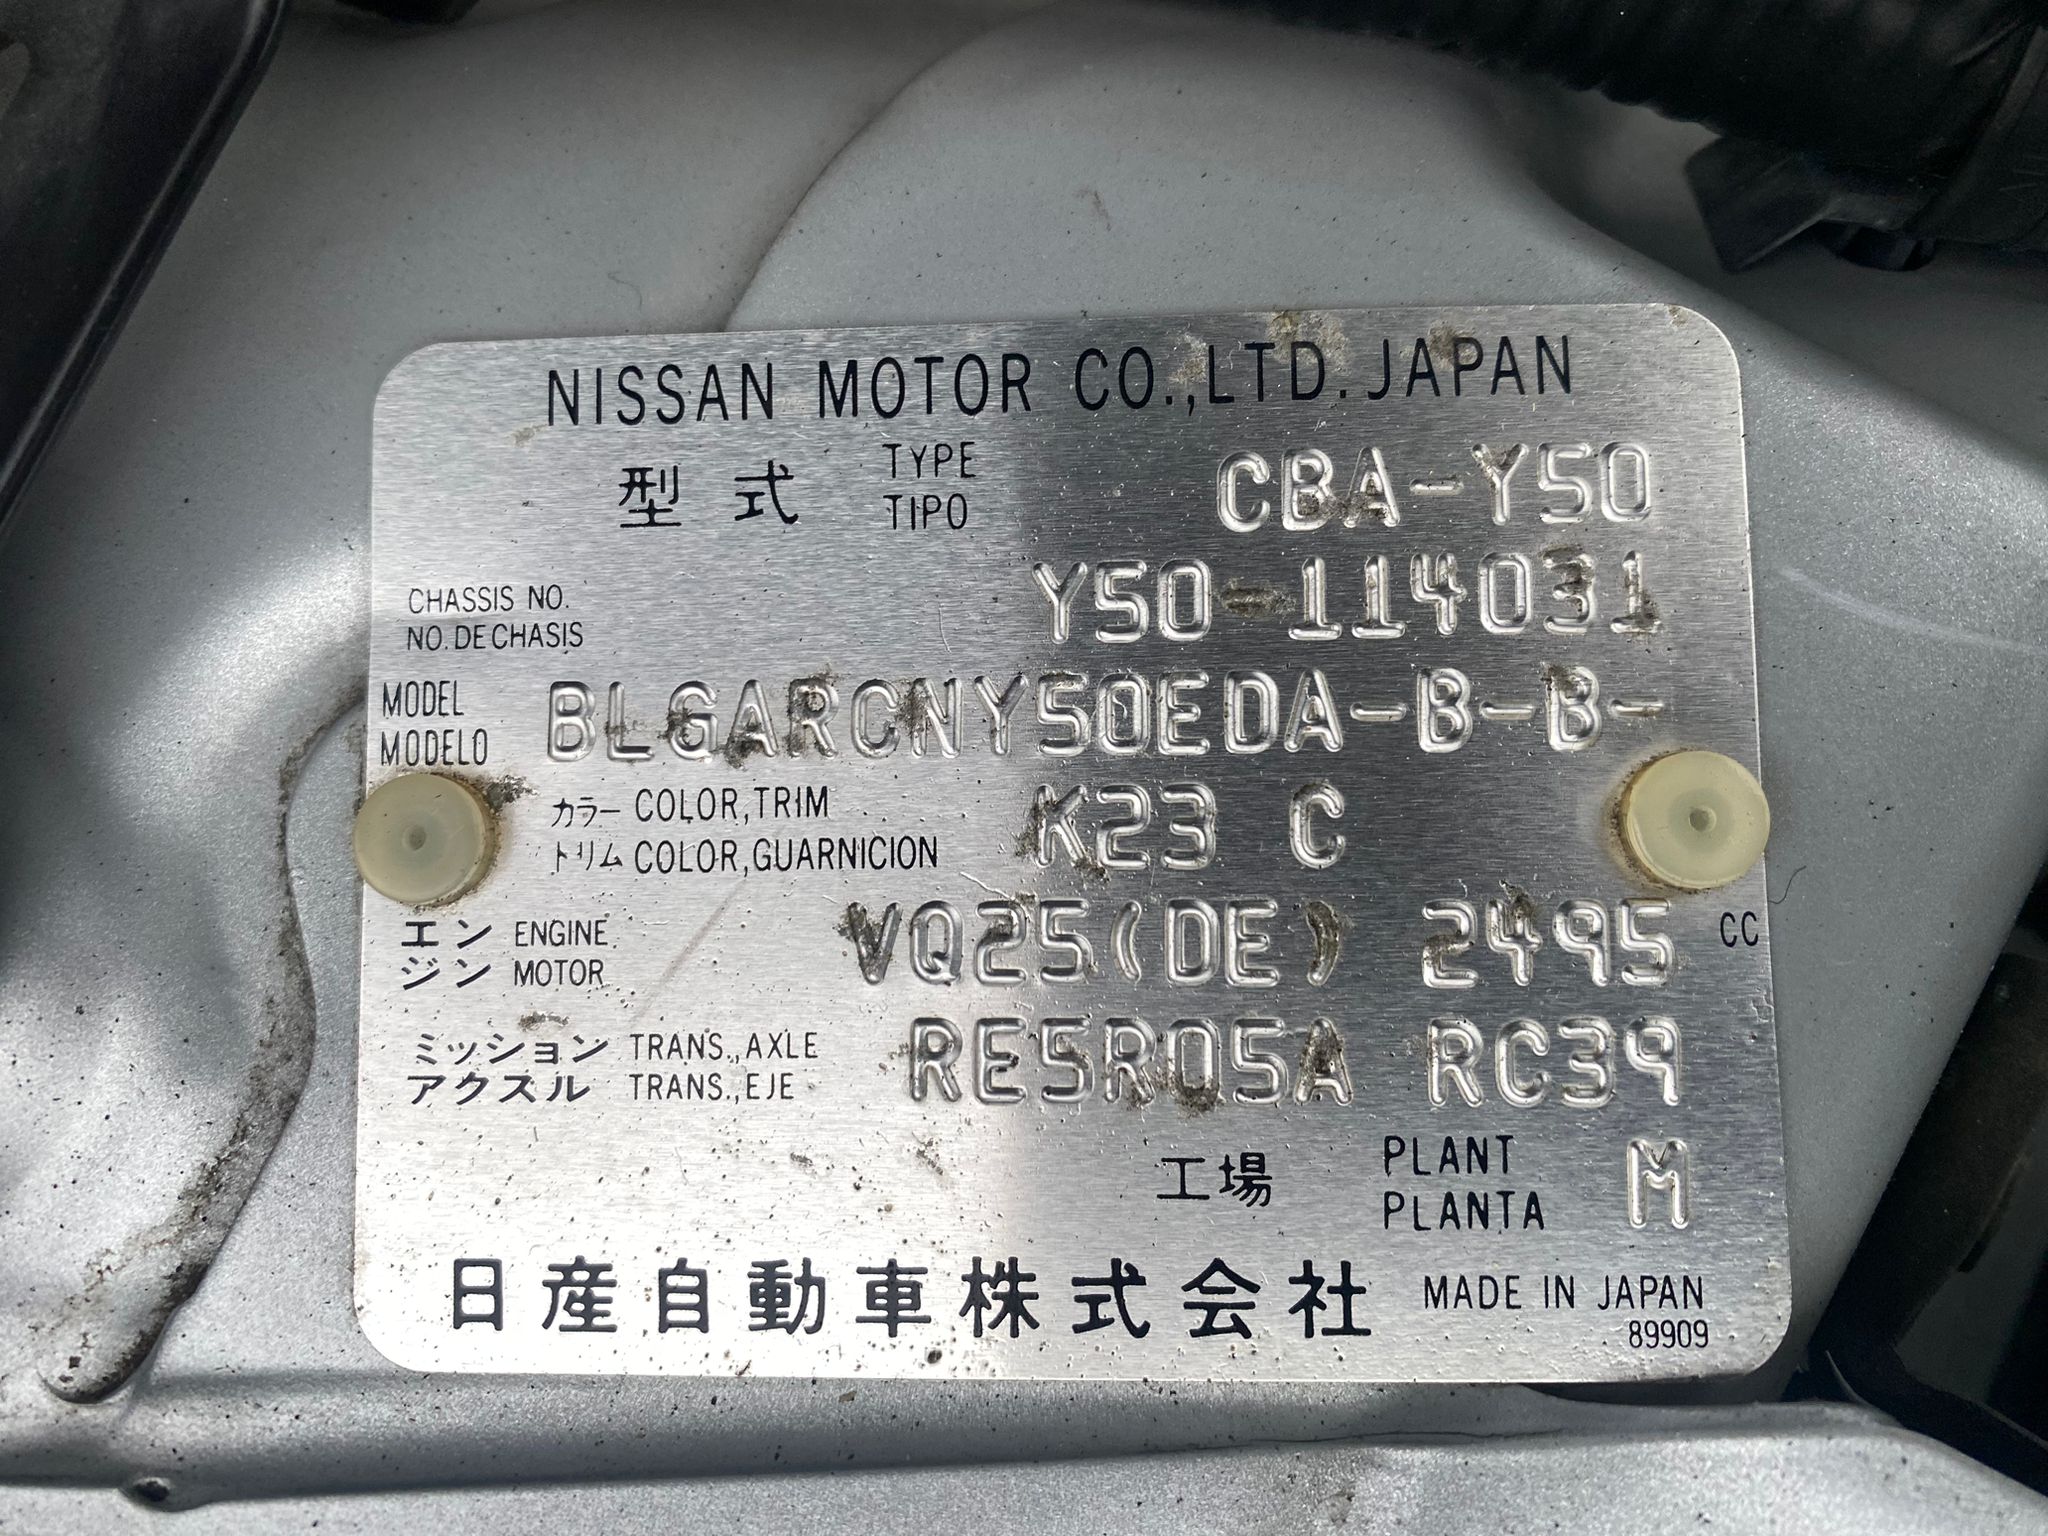 NISSAN MOTOR CO.,LTD.JAPAN
型式 TYPE TIPO CBA-Y50
CHASSIS NO. NO. DE CHASIS Y50-114031
MODEL MODELO BLGARCNY50EDA-B-B-
カラー COLOR,TRIM K23 C
トリム COLOR,GUARNICION
エン ENGINE VQ25(DE) 2495 CC
ジン MOTOR
ミッション TRANS.,AXLE RE5R05A RC39
アクスル TRANS.,EJE
工場 PLANT PLANTA M
日産自動車株式会社 MADE IN JAPAN
89909